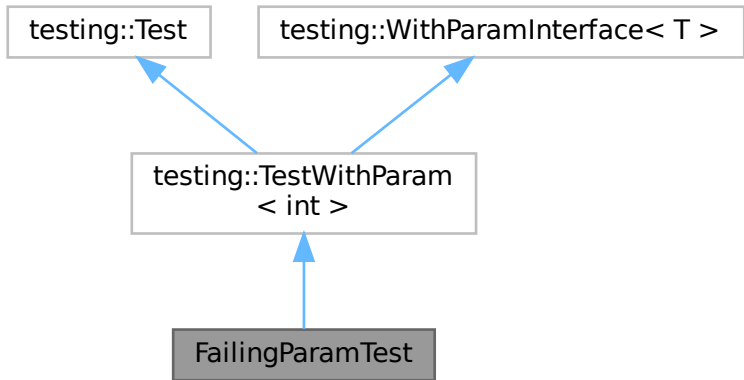 testing::Test
testing::WithParamInterface< T >
testing::TestWithParam
< int >
FailingParamTest